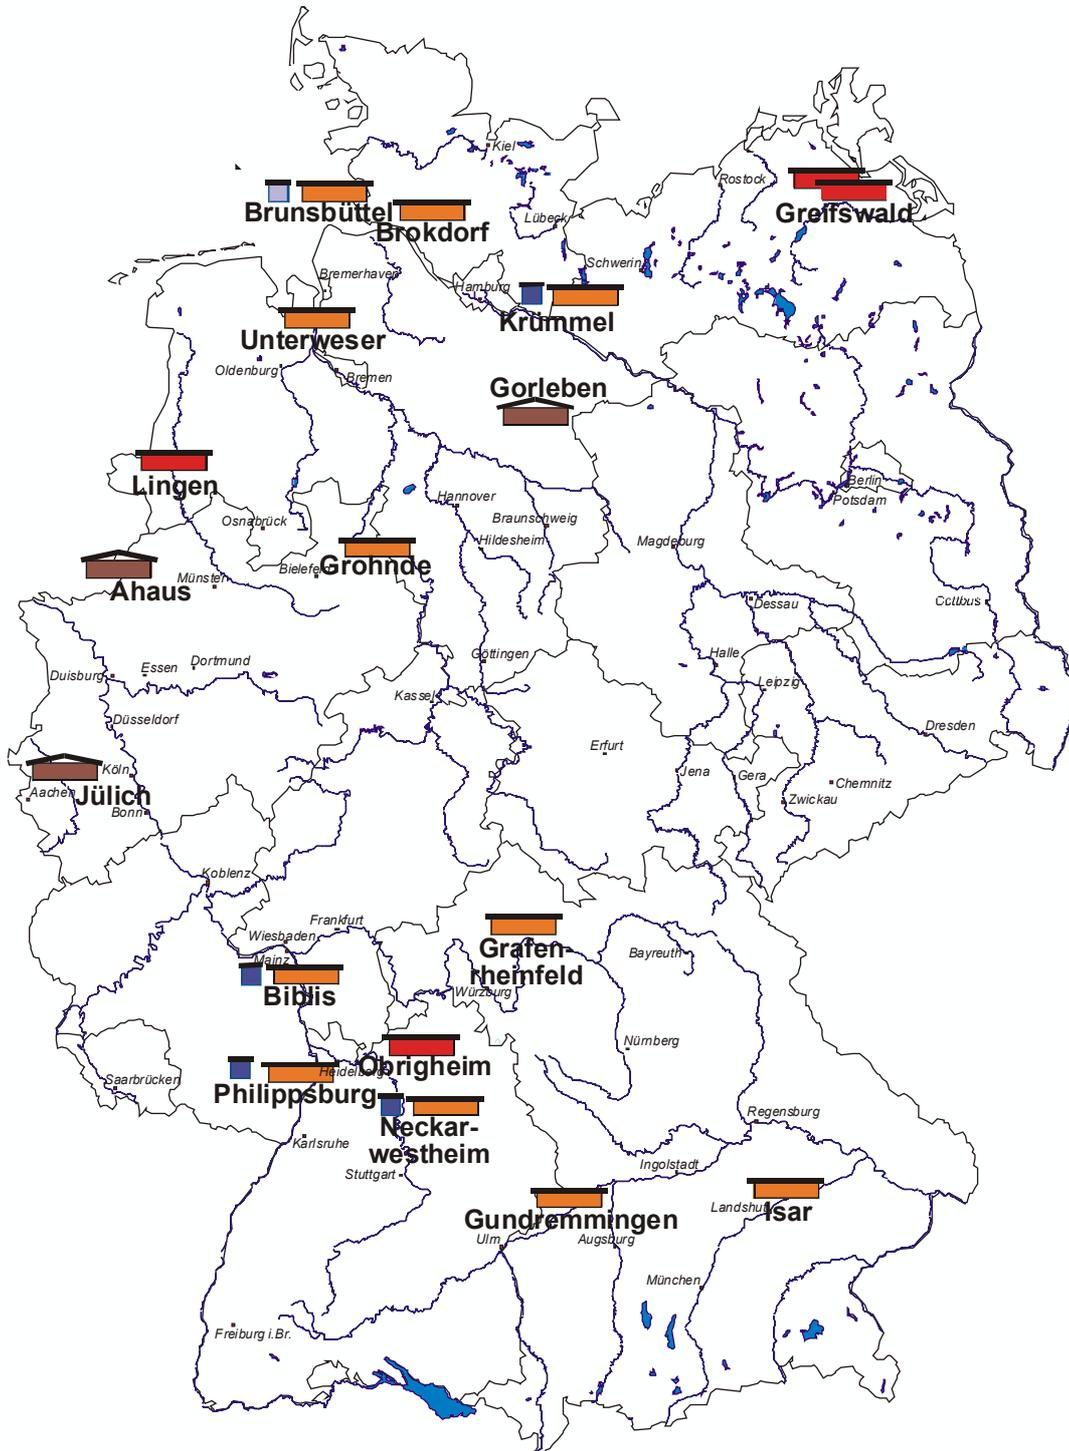 Kiel
Rostock
Brunsbüttel
Greifswald
Brokdorf
Lübeck
Schwerin
Bremerhaven
Hamburg
Krümmel
Unterweser
Oldenburg
Bremen
Gorleben
Lingen
Berlin
Hannover
Potsdam
Osnabrück
Braunschweig
Hildesheim
Magdeburg
Grohnde
Bielefeld
Münster
Ahaus
Dessau
Cottbus
Göttingen
Halle
Dortmund
Essen
Duisburg
Leipzig
Kassel
Düsseldorf
Dresden
Erfurt
Köln
Jena
Gera
Chemnitz
Aachen
Jülich
Zwickau
Bonn
Koblenz
Frankfurt
Wiesbaden
Grafen-
rheinfeld
Bayreuth
Mainz
Würzburg
Biblis
Nürnberg
Obrigheim
Heidelberg
Saarbrücken
Philippsburg
Regensburg
Neckar-
westheim
Karlsruhe
Stuttgart
Ingolstadt
Landshut
Isar
Gundremmingen
Ulm
Augsburg
München
Freiburg i.Br.